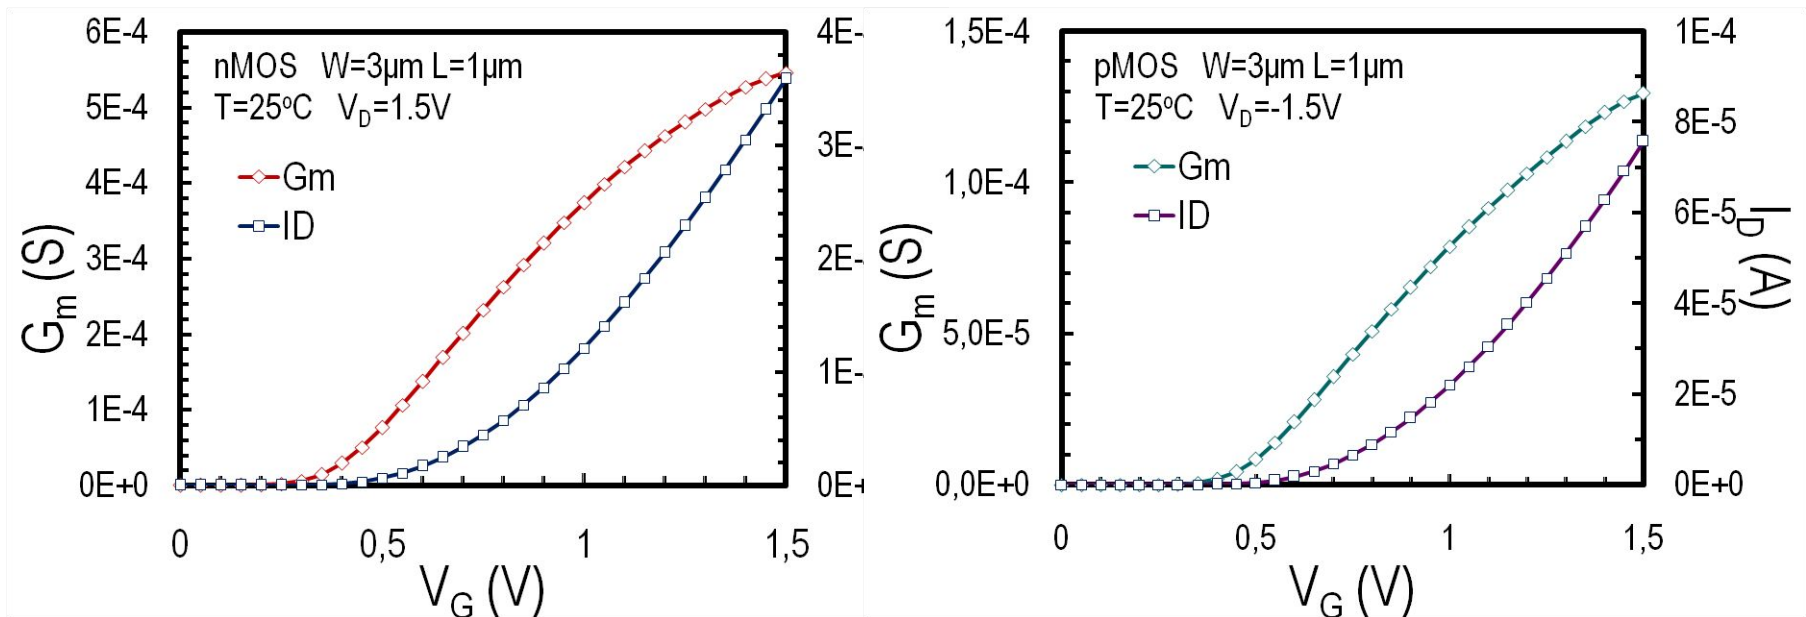 nMOS W=3µm L=1µm
T=25ºC V_D=1.5V
Gm
ID
6E-4
5E-4
4E-4
3E-4
2E-4
1E-4
0E+0
G_m (S)
4E-
3E-
2E-
1E-
0E+
0
0,5
1
1,5
V_G (V)
pMOS W=3µm L=1µm
T=25ºC V_D=-1.5V
Gm
ID
1,5E-4
1,0E-4
5,0E-5
0,0E+0
G_m (S)
1E-4
8E-5
6E-5
4E-5
2E-5
0E+0
I_D (A)
0
0,5
1
1,5
V_G (V)